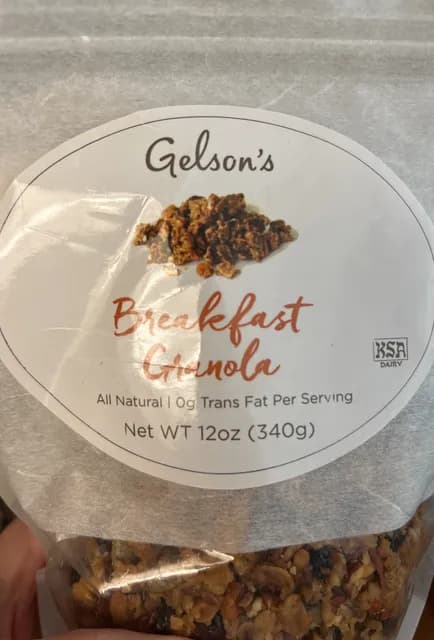 Gelson's
Breakfast
Granola
KSA
DAIRY
All Natural | 0g Trans Fat Per Serving
Net WT 12oz (340g)